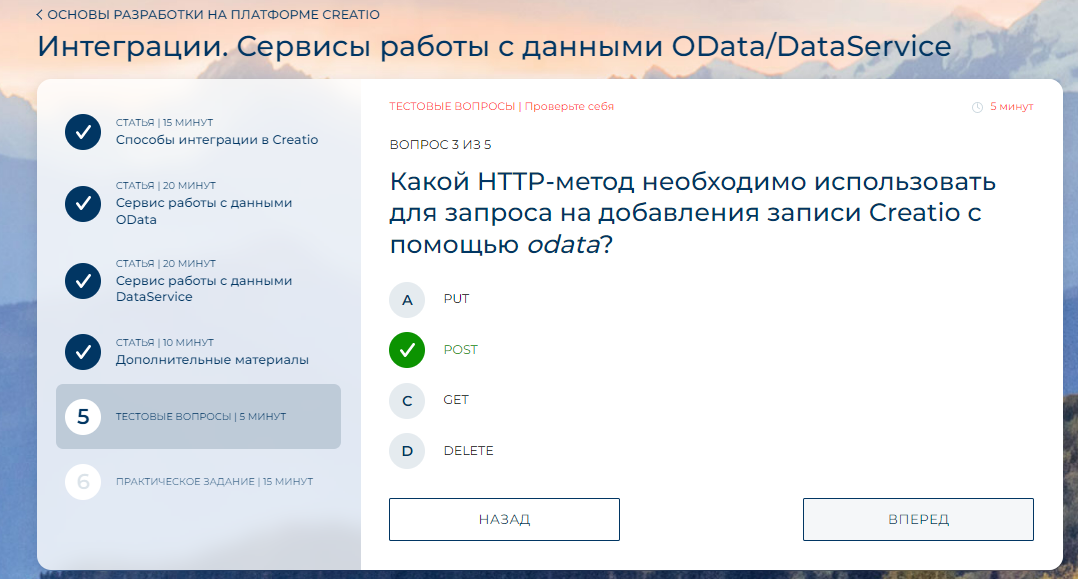 ОСНОВЫ РАЗРАБОТКИ НА ПЛАТФОРМЕ CREATIO
Интеграции. Сервисы работы с данными OData/DataService
СТАТЬЯ | 15 МИНУТ
Способы интеграции в Creatio
СТАТЬЯ | 20 МИНУТ
Сервис работы с данными
OData
СТАТЬЯ | 20 МИНУТ
Сервис работы с данными
DataService
СТАТЬЯ | 10 МИНУТ
Дополнительные материалы
5
ТЕСТОВЫЕ ВОПРОСЫ | 5 МИНУТ
6
ПРАКТИЧЕСКОЕ ЗАДАНИЕ | 15 МИНУТ
ТЕСТОВЫЕ ВОПРОСЫ | Проверьте себя
5 минут
ВОПРОС 3 ИЗ 5
Какой HTTP-метод необходимо использовать
для запроса на добавления записи Creatio с
помощью odata?
A PUT
POST
C GET
D DELETE
НАЗАД
ВПЕРЕД